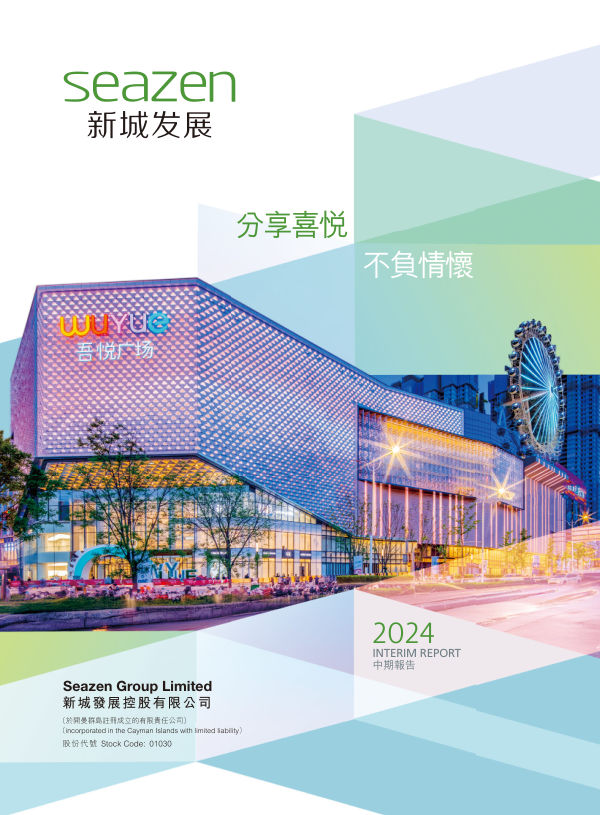 seazen
新城发展
分享喜悦
不負情懷
WUYUE
吾悦广场
2024
INTERIM REPORT
中期報告
Seazen Group Limited
新城發展控股有限公司
(於開曼群島註冊成立的有限責任公司)
(incorporated in the Cayman Islands with limited liability)
股份代號 Stock Code: 01030